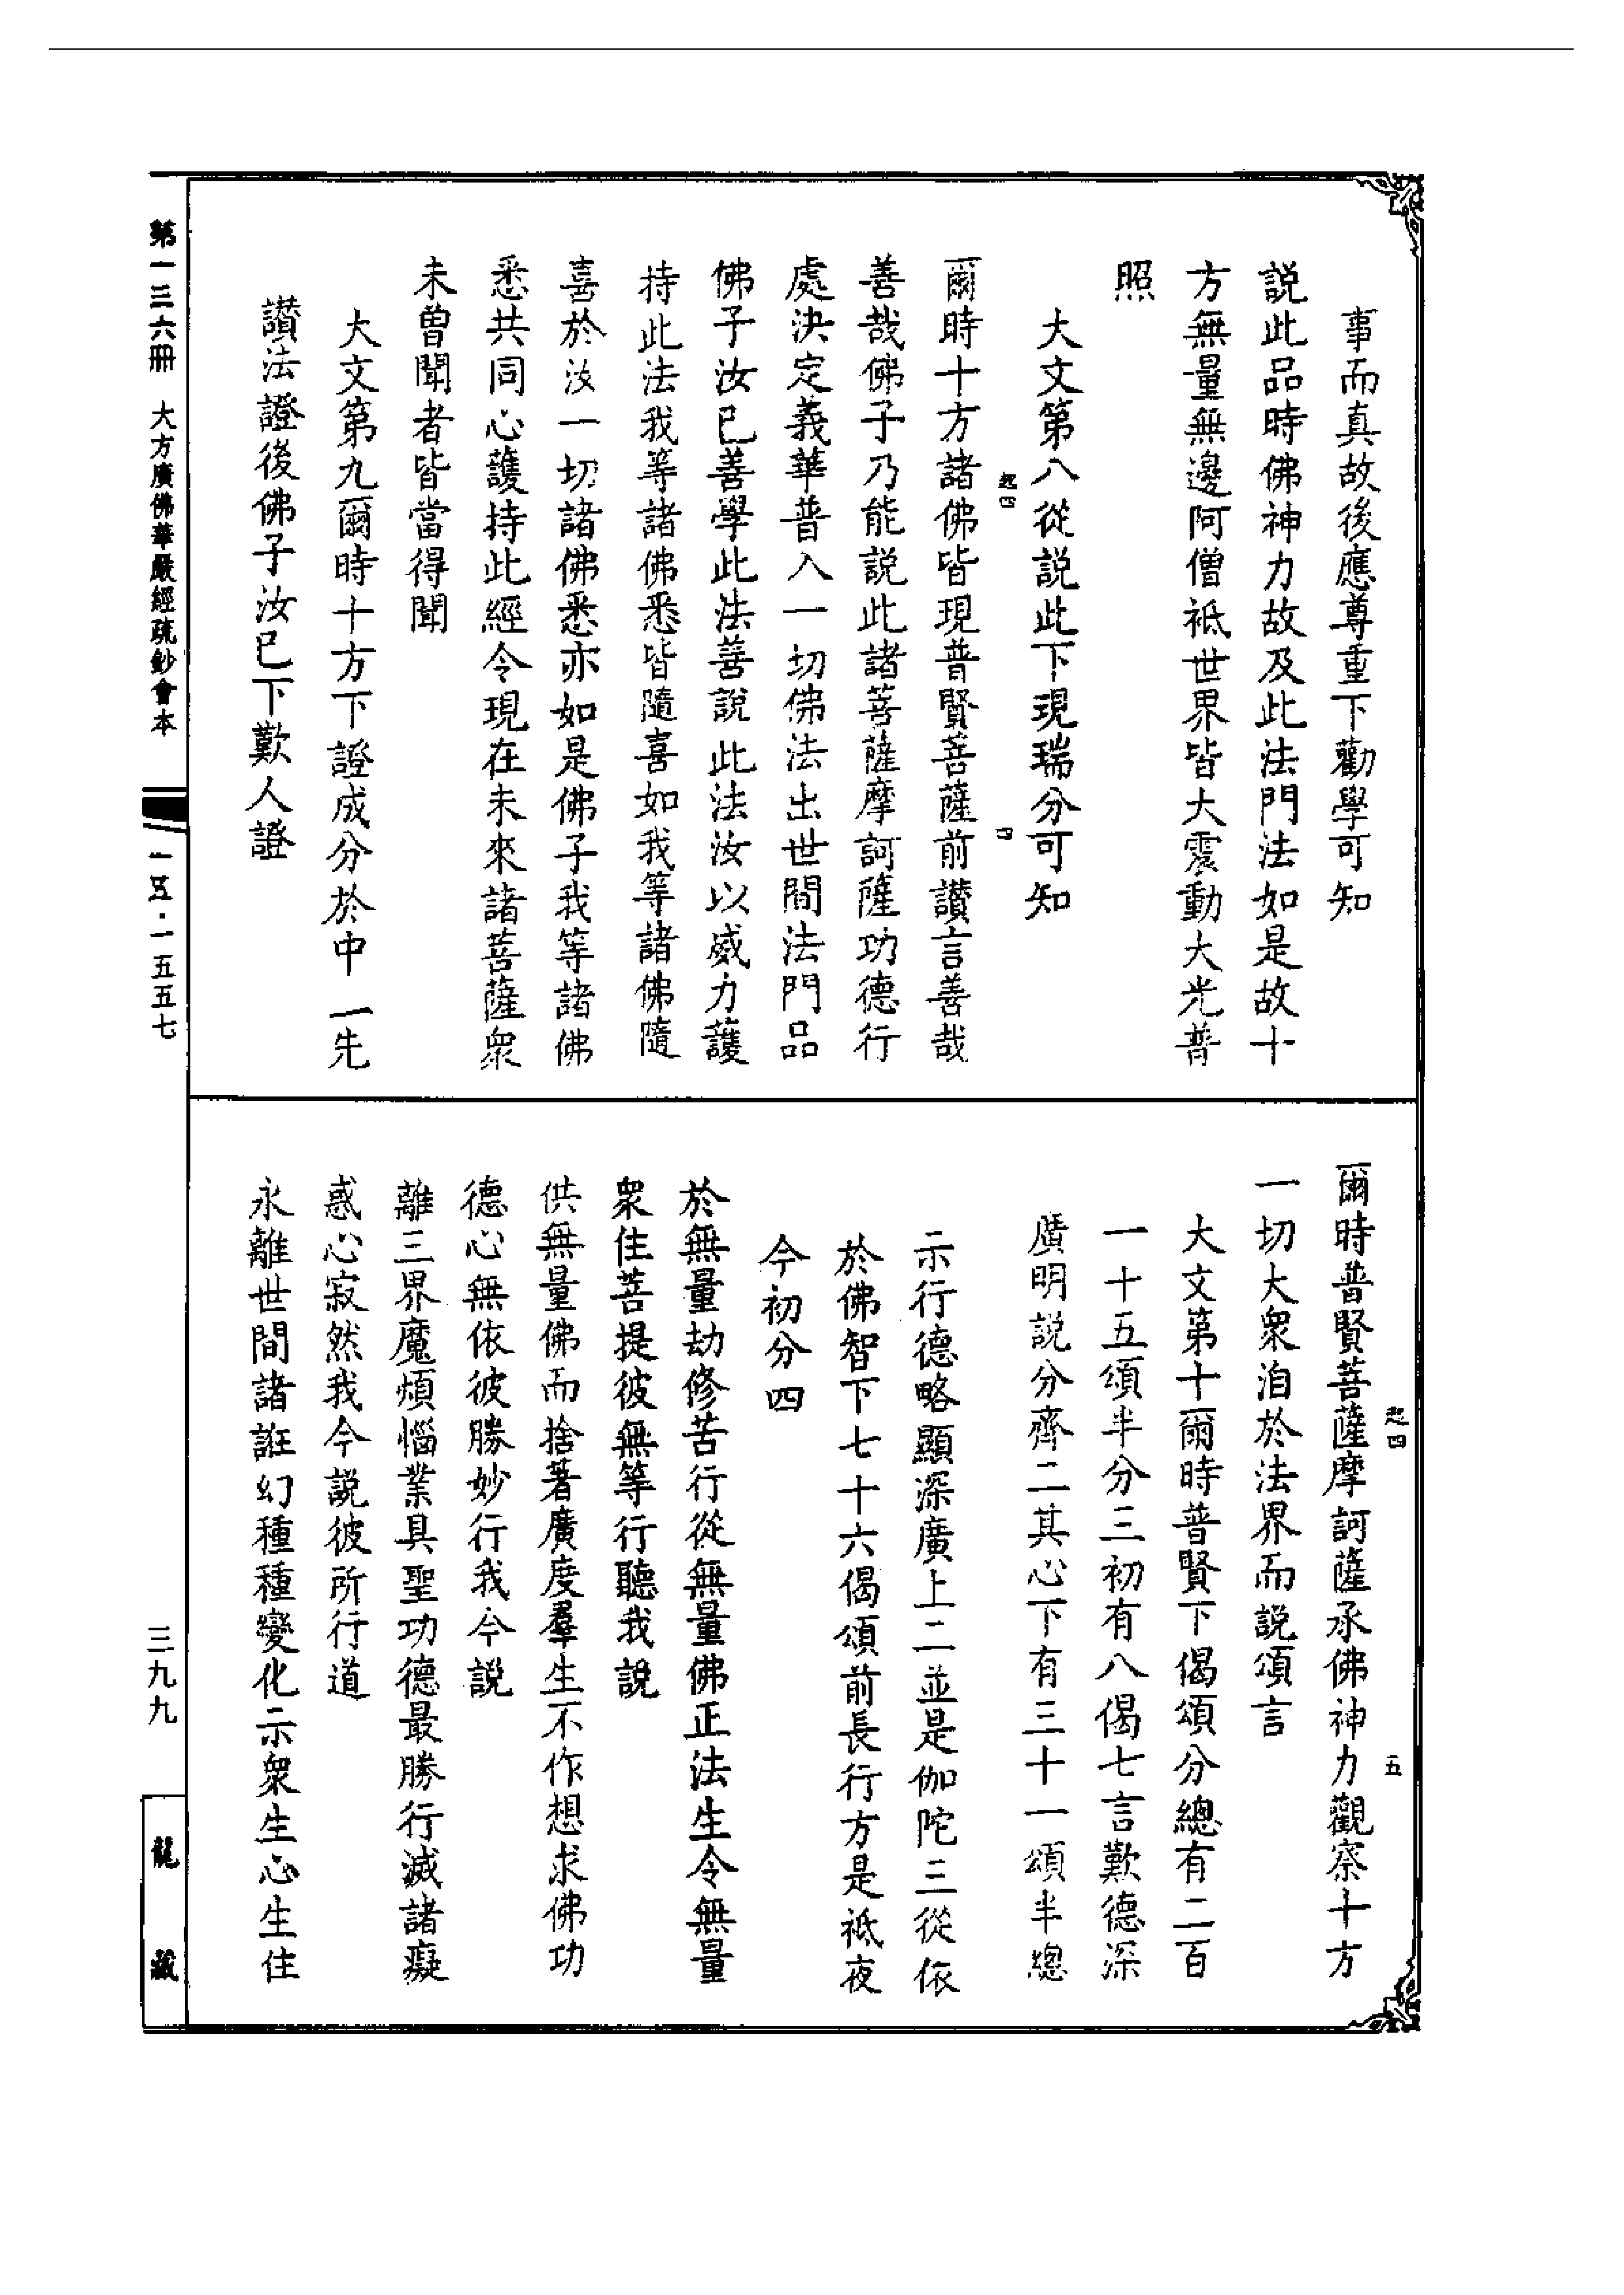 事而真故後應尊重下勸學可知
説此品時佛神力故及此法門法如是故十
方無量無邊阿僧祇世界皆大震動大光普
照
大文第八從説此下現瑞分可知
起四
四
爾時十方諸佛皆現普賢菩薩前讃言善哉
善哉佛子乃能説此諸菩薩摩訶薩功德行
處決定義華普入一切佛法出世間法門品
佛子汝已善學此法善説此法汝以威力護
持此法我等諸佛悉皆隨喜如我等諸佛隨
喜於汝一切諸佛悉亦如是佛子我等諸佛
悉共同心護持此經令現在未來諸菩薩衆
未曽聞者皆當得聞
大文第九爾時十方下證成分於中一先
讃法證後佛子汝已下歎人證
起四
五
爾時普賢菩薩摩訶薩承佛神力觀察十方
一切大衆洎於法界而説頌言
大文第十爾時普賢下偈頌分總有二百
一十五頌半分三初有八偈七言歎德深
廣明説分齊二其心下有三十一頌半總
示行德略顯深廣上二並是伽陀三從依
於佛智下七十六偈頌前長行方是祇夜
今初分四
於無量劫修苦行從無量佛正法生令無量
衆住菩提彼無等行聽我説
供無量佛而捨著廣度羣生不作想求佛功
德心無依彼勝妙行我今説
離三界魔煩惱業具聖功德最勝行滅諸癡
惑心寂然我今説彼所行道
永離世間諸誑幻種種變化示衆生心生住
第一三六冊 大方廣佛華嚴經疏鈔會本
一五·一五五七
三九九
龍藏